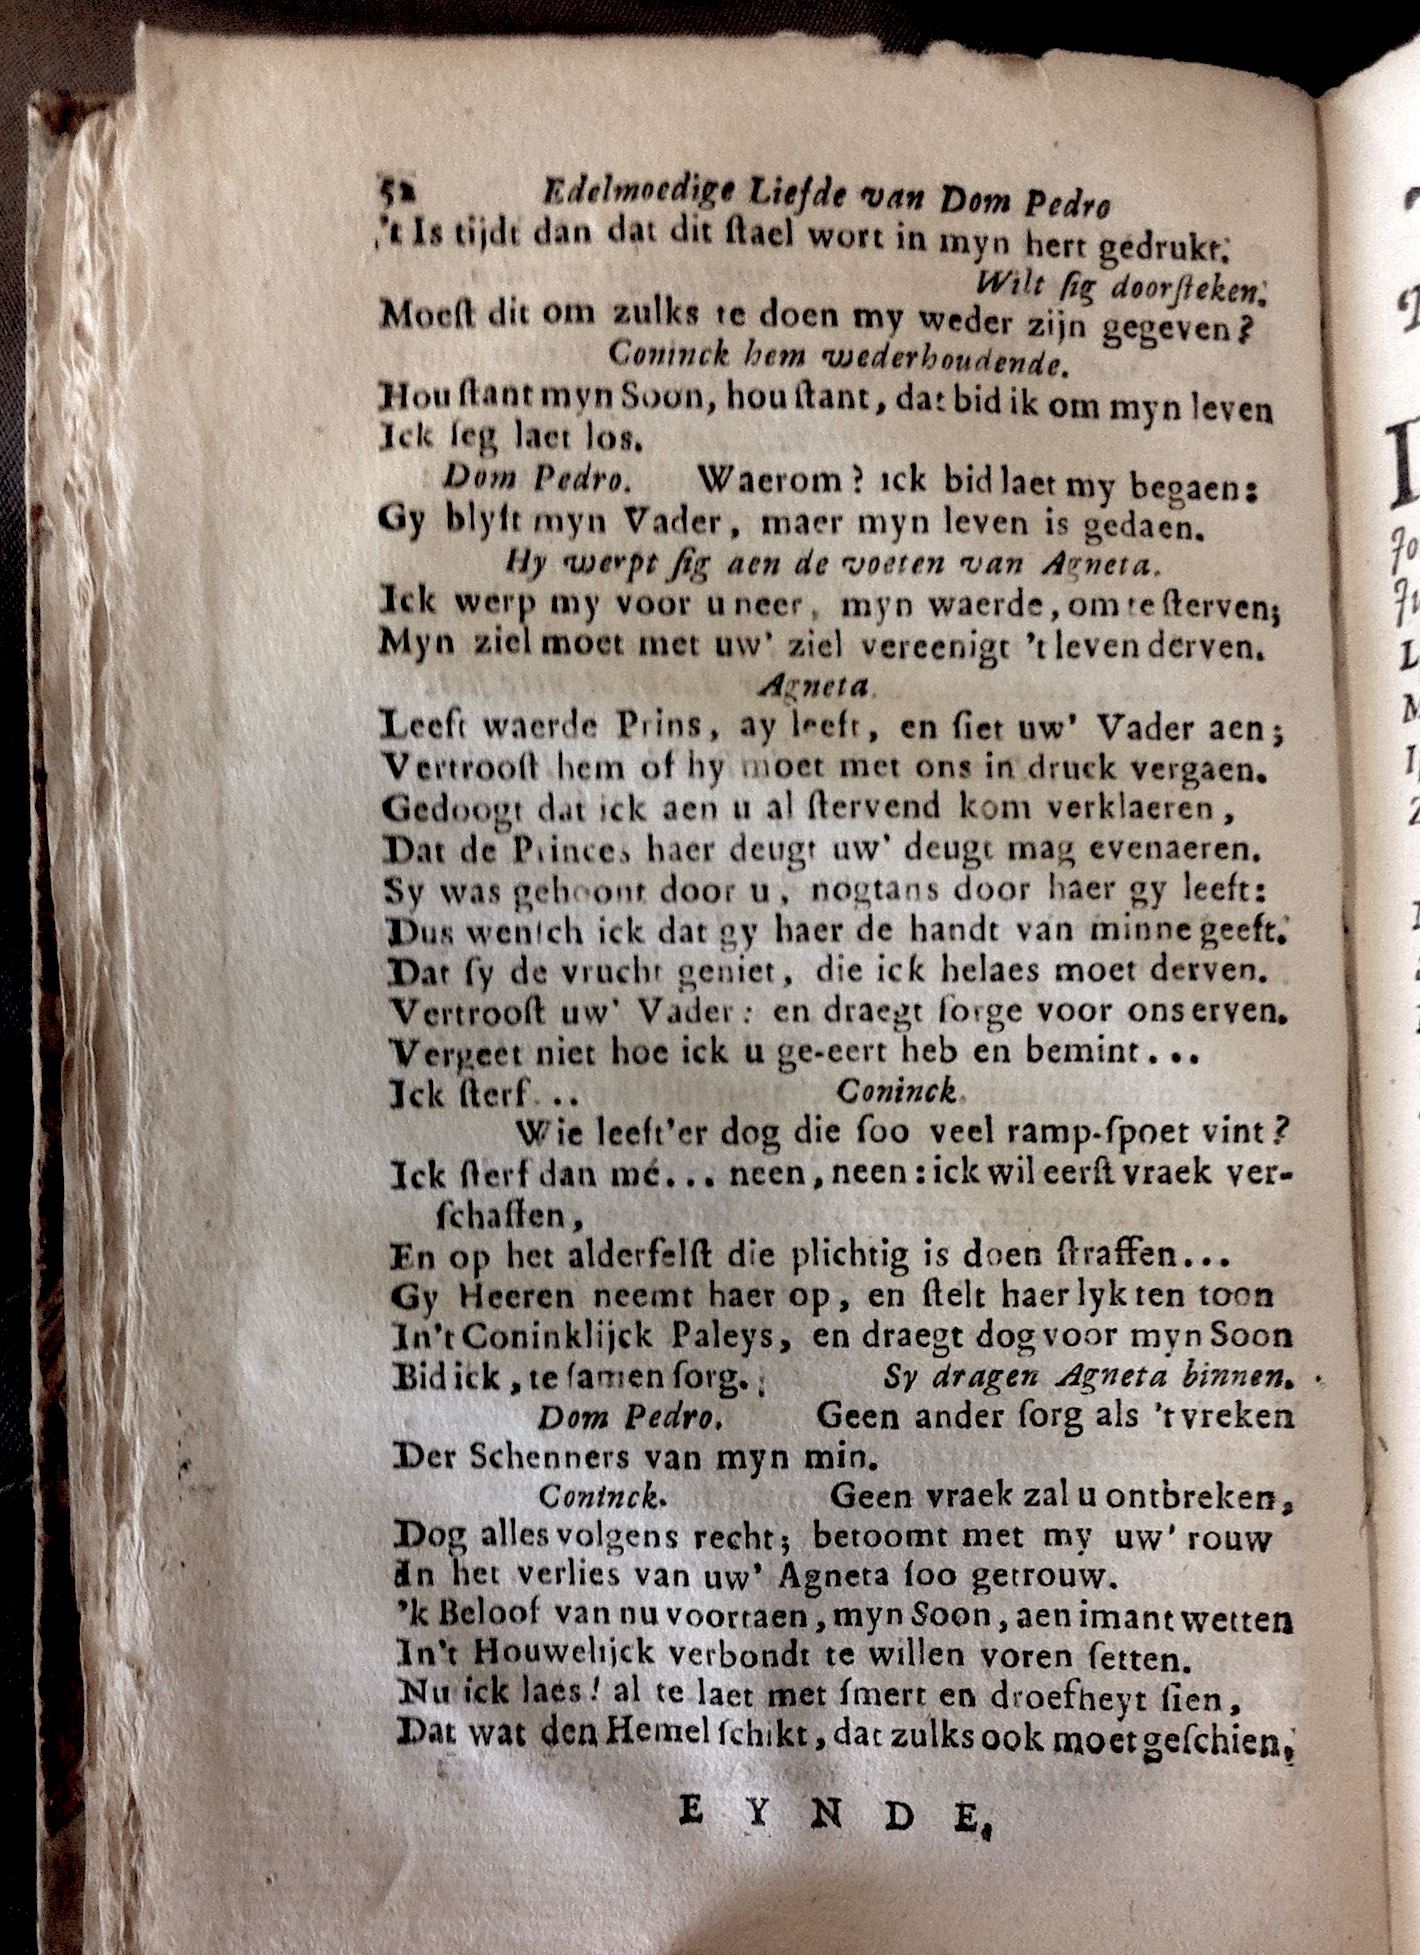 52 Edelmoedige Liefde van Dom Pedro
't Is tijdt dan dat dit ſtael wort in myn hert gedrukt.
Wilt ſig doorſteken.
Moeſt dit om zulks te doen my weder zijn gegeven?
Coninck hem wederhoudende.
Hou ſtant myn Soon, hou ſtant, dat bid ik om myn leven
Ick ſeg laet los.
Dom Pedro. Waerom? ick bid laet my begaen:
Gy blyft myn Vader, maer myn leven is gedaen.
Hy werpt ſig aen de voeten van Agneta.
Ick werp my voor u neer, myn waerde, om te ſterven;
Myn ziel moet met uw' ziel vereenigt 't leven derven.
Agneta.
Leeft waerde Prins, ay leeft, en ſiet uw' Vader aen;
Vertrooſt hem of hy moet met ons in druck vergaen.
Gedoogt dat ick aen u al ſtervend kom verklaeren,
Dat de Princes haer deugt uw' deugt mag evenaeren.
Sy was gehoont door u, nogtans door haer gy leeft:
Dus wenſch ick dat gy haer de handt van minne geeft.
Dat ſy de vrucht geniet, die ick helaes moet derven.
Vertrooſt uw' Vader: en draegt ſorge voor ons erven.
Vergeet niet hoe ick u ge-eert heb en bemint...
Ick ſterf... Coninck.
Wie leeft'er dog die ſoo veel ramp-ſpoet vint?
Ick ſterf dan mé... neen, neen: ick wil eerſt vraek ver-
ſchaffen,
En op het alderfelſt die plichtig is doen ſtraffen...
Gy Heeren neemt haer op, en ſtelt haer lyk ten toon
In't Coninklijck Paleys, en draegt dog voor myn Soon
Bid ick, te ſamen ſorg. Sy dragen Agneta binnen.
Dom Pedro. Geen ander ſorg als 't vreken
Der Schenners van myn min.
Coninck. Geen vraek zal u ontbreken,
Dog alles volgens recht; betoomt met my uw' rouw
In het verlies van uw' Agneta ſoo getrouw.
'k Beloof van nu voortaen, myn Soon, aen imant wetten
In't Houwelijck verbondt te willen voren ſetten.
Nu ick laes! al te laet met ſmert en droefheyt ſien,
Dat wat den Hemel ſchikt, dat zulks ook moet geſchien.
EYNDE.